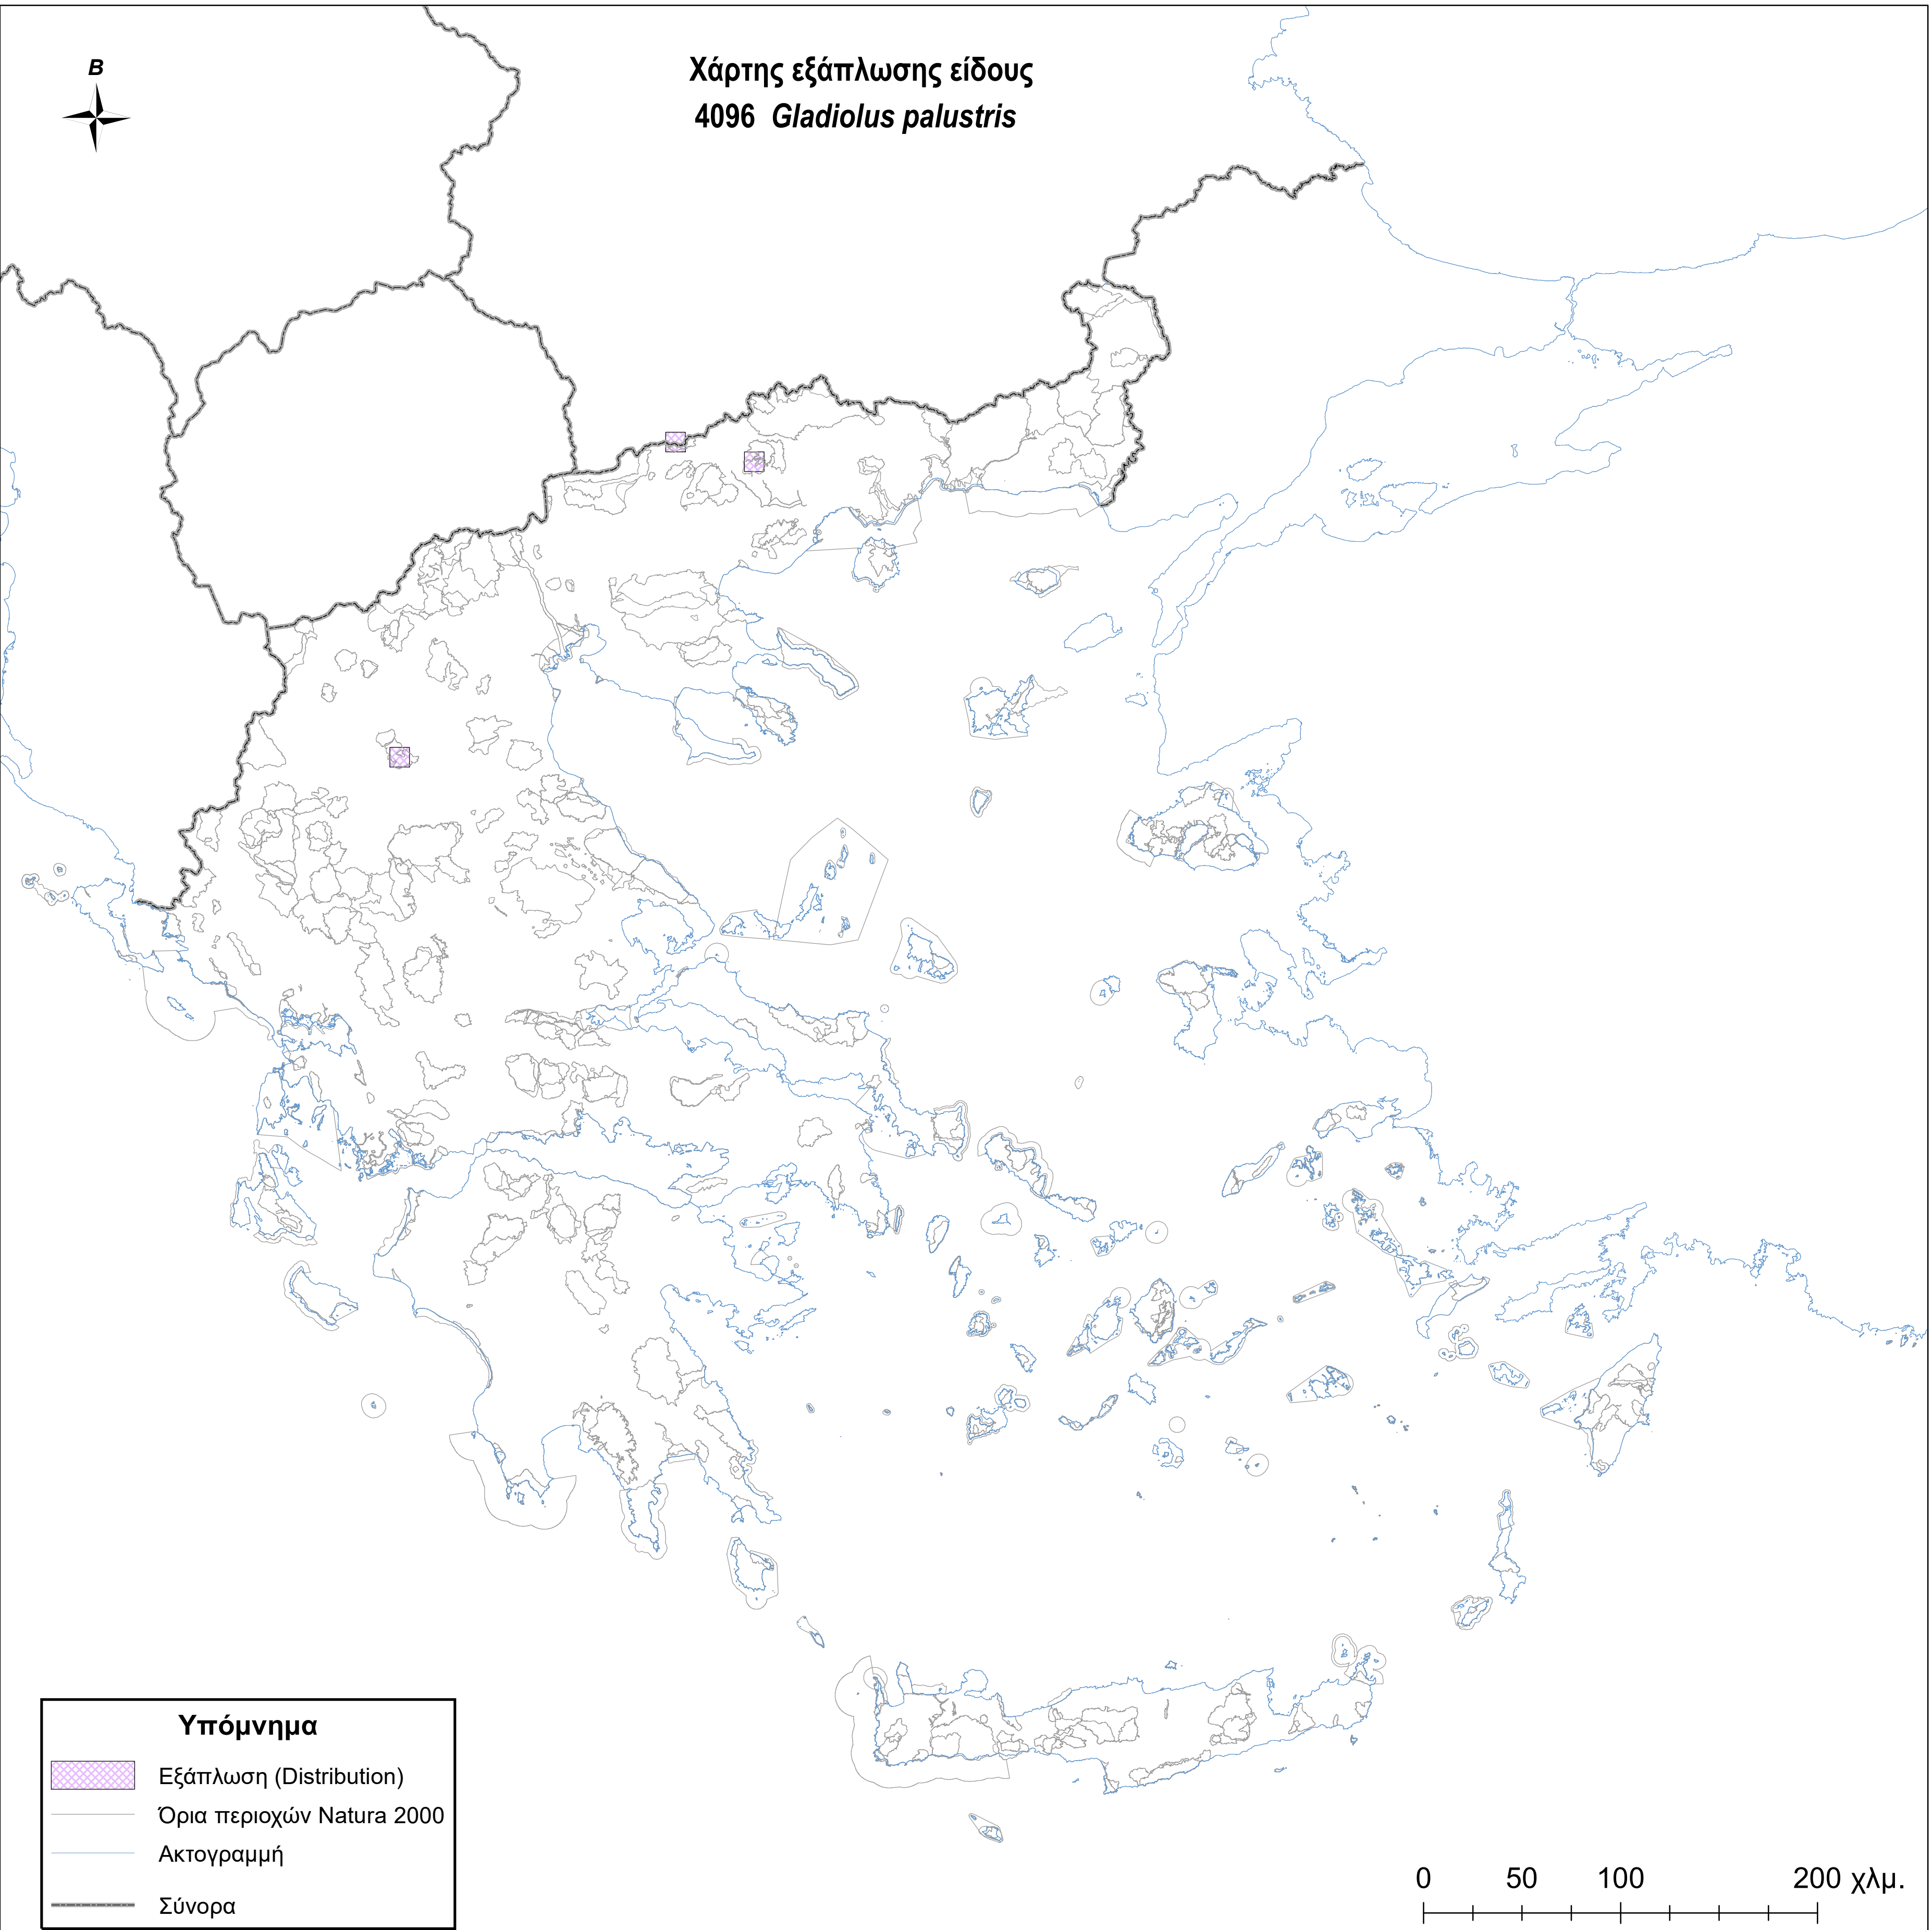 B
Χάρτης εξάπλωσης είδους
4096 Gladiolus palustris
Υπόμνημα
Εξάπλωση (Distribution)
Όρια περιοχών Natura 2000
Ακτογραμμή
Σύνορα
0 50 100 200 χλμ.